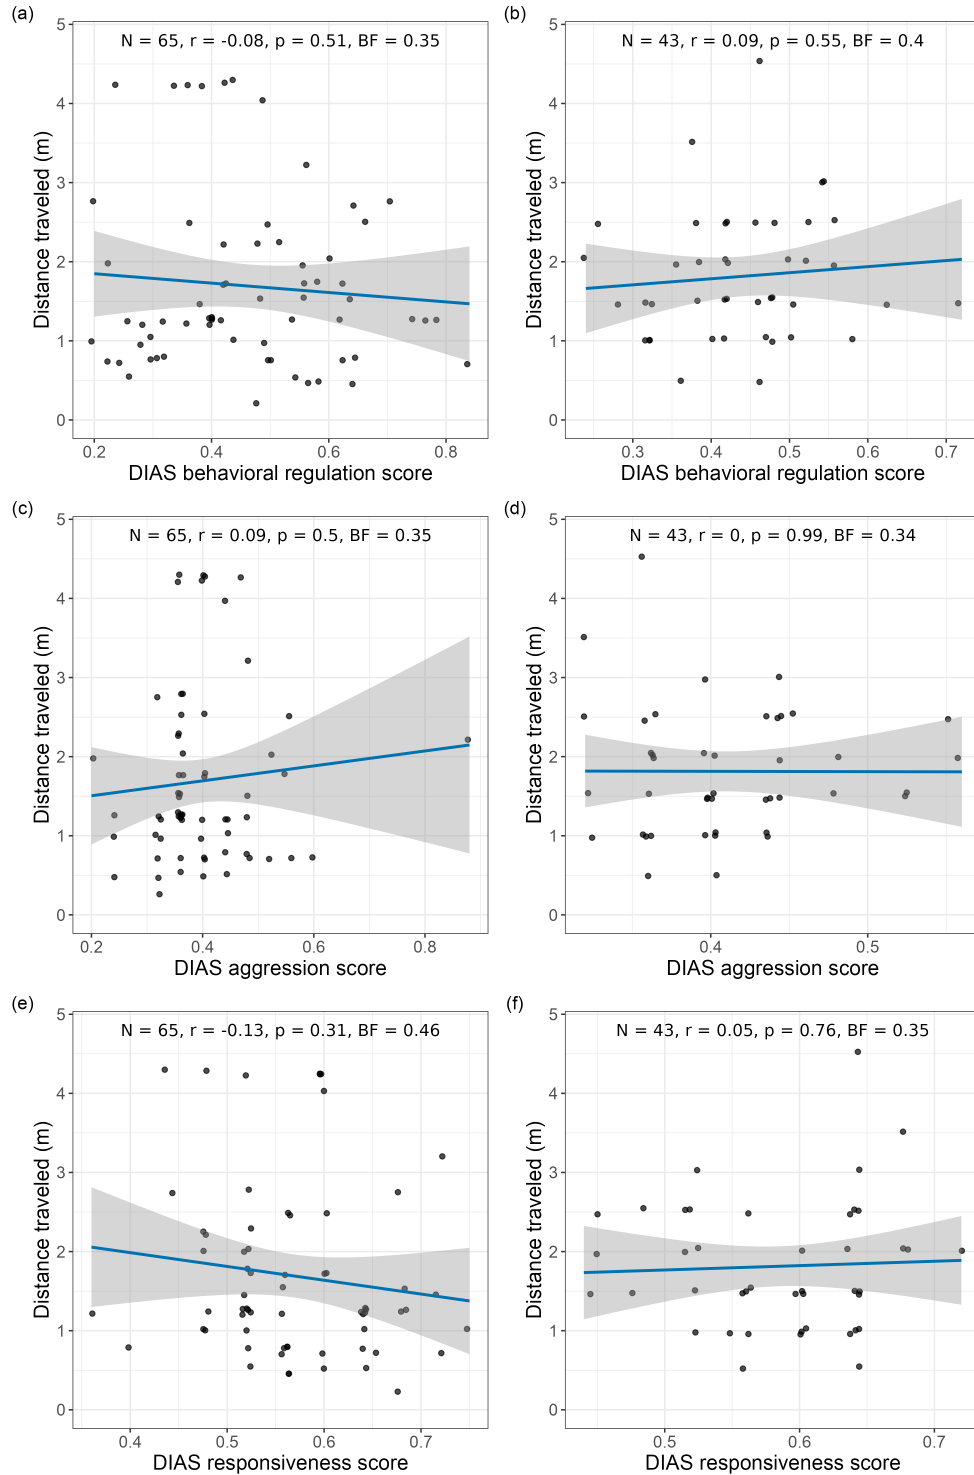 (a)
N = 65, r = -0.08, p = 0.51, BF = 0.35
Distance traveled (m)
5
4
3
2
1
0
0.2 0.4 0.6 0.8
DIAS behavioral regulation score
(b)
N = 43, r = 0.09, p = 0.55, BF = 0.4
Distance traveled (m)
5
4
3
2
1
0
0.3 0.4 0.5 0.6 0.7
DIAS behavioral regulation score
(c)
N = 65, r = 0.09, p = 0.5, BF = 0.35
Distance traveled (m)
5
4
3
2
1
0
0.2 0.4 0.6 0.8
DIAS aggression score
(d)
N = 43, r = 0, p = 0.99, BF = 0.34
Distance traveled (m)
5
4
3
2
1
0
0.4 0.5
DIAS aggression score
(e)
N = 65, r = -0.13, p = 0.31, BF = 0.46
Distance traveled (m)
5
4
3
2
1
0
0.4 0.5 0.6 0.7
DIAS responsiveness score
(f)
N = 43, r = 0.05, p = 0.76, BF = 0.35
Distance traveled (m)
5
4
3
2
1
0
0.5 0.6 0.7
DIAS responsiveness score